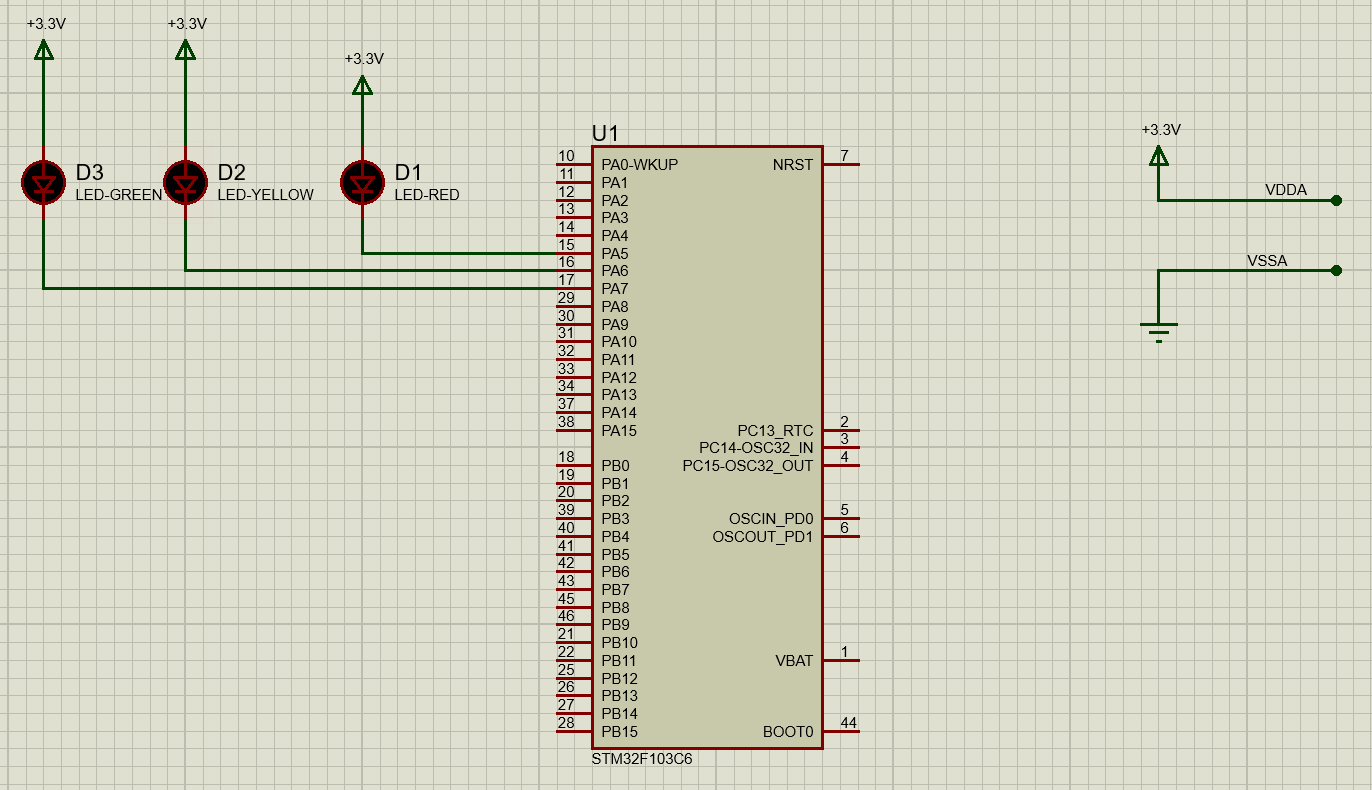 +3.3V
+3.3V
+3.3V
D3
LED-GREEN
D2
LED-YELLOW
D1
LED-RED
U1
10 PA0-WKUP
11 PA1
12 PA2
13 PA3
14 PA4
15 PA5
16 PA6
17 PA7
29 PA8
30 PA9
31 PA10
32 PA11
33 PA12
34 PA13
37 PA14
38 PA15
18 PB0
19 PB1
20 PB2
39 PB3
40 PB4
41 PB5
42 PB6
43 PB7
45 PB8
46 PB9
21 PB10
22 PB11
25 PB12
26 PB13
27 PB14
28 PB15
NRST 7
PC13_RTC 2
PC14-OSC32_IN 3
PC15-OSC32_OUT 4
OSCIN_PD0 5
OSCOUT_PD1 6
VBAT 1
BOOT0 44
STM32F103C6
+3.3V
VDDA
VSSA